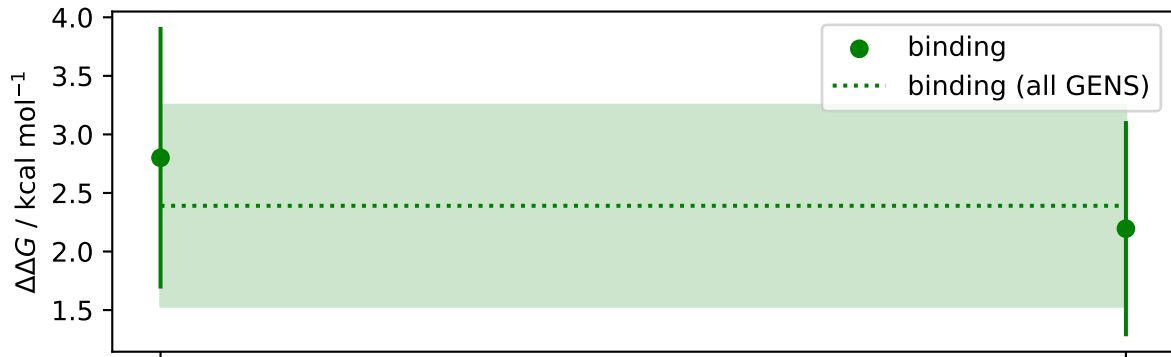 4.0
3.5
3.0
2.5
2.0
1.5
ΔΔG / kcal mol⁻¹
binding
binding (all GENS)